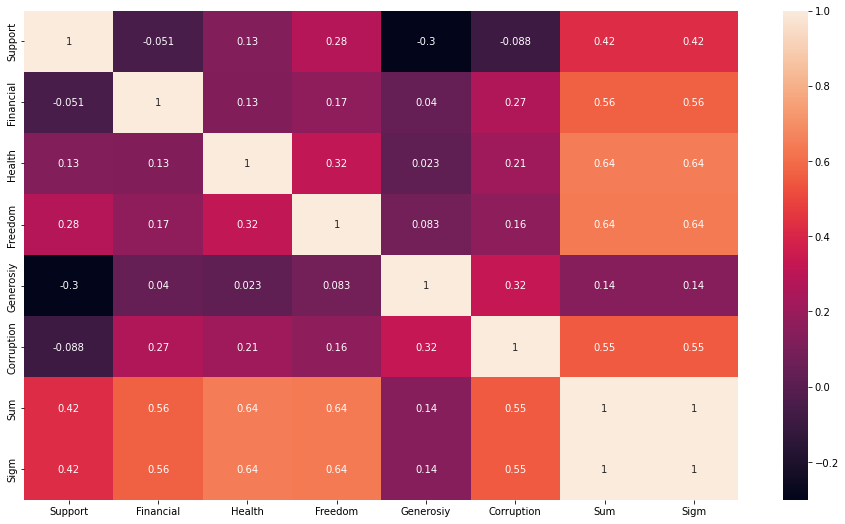 Support 1 -0.051 0.13 0.28 -0.3 -0.088 0.42 0.42
Financial -0.051 1 0.13 0.17 0.04 0.27 0.56 0.56
Health 0.13 0.13 1 0.32 0.023 0.21 0.64 0.64
Freedom 0.28 0.17 0.32 1 0.083 0.16 0.64 0.64
Generosiy -0.3 0.04 0.023 0.083 1 0.32 0.14 0.14
Corruption -0.088 0.27 0.21 0.16 0.32 1 0.55 0.55
Sum 0.42 0.56 0.64 0.64 0.14 0.55 1 1
Sigm 0.42 0.56 0.64 0.64 0.14 0.55 1 1
Support Financial Health Freedom Generosiy Corruption Sum Sigm
1.0
0.8
0.6
0.4
0.2
0.0
−0.2